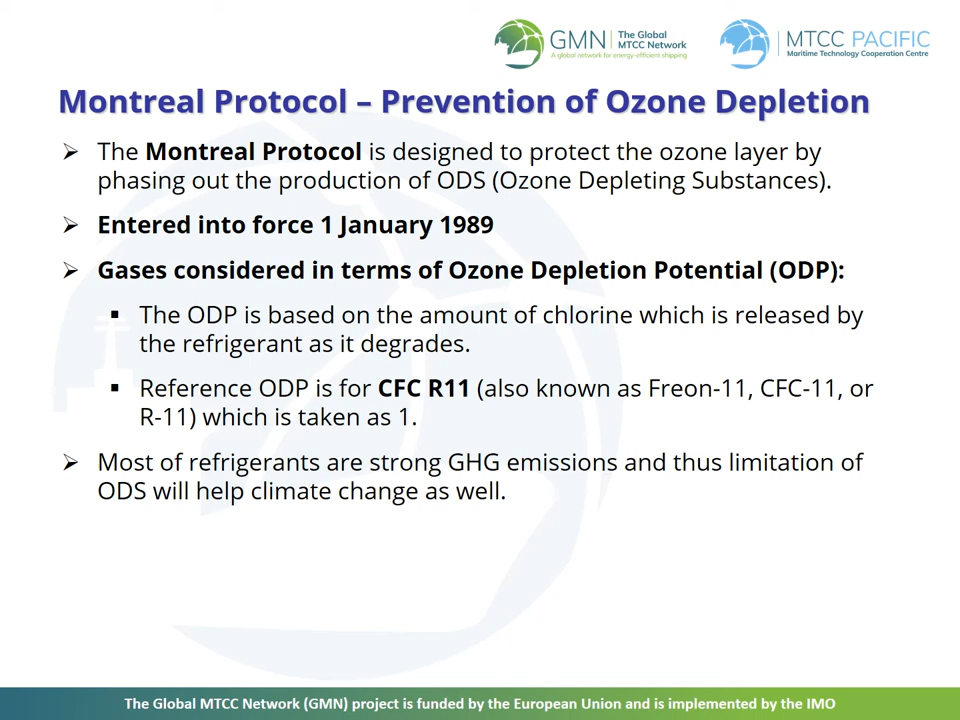 GMN
The Global
MTCC Network
A global network for energy-efficient shipping
MTCC PACIFIC
Maritime Technology Cooperation Centre
Montreal Protocol – Prevention of Ozone Depletion
➢ The Montreal Protocol is designed to protect the ozone layer by
phasing out the production of ODS (Ozone Depleting Substances).
➢ Entered into force 1 January 1989
➢ Gases considered in terms of Ozone Depletion Potential (ODP):
▪ The ODP is based on the amount of chlorine which is released by
the refrigerant as it degrades.
▪ Reference ODP is for CFC R11 (also known as Freon-11, CFC-11, or
R-11) which is taken as 1.
➢ Most of refrigerants are strong GHG emissions and thus limitation of
ODS will help climate change as well.
The Global MTCC Network (GMN) project is funded by the European Union and is implemented by the IMO